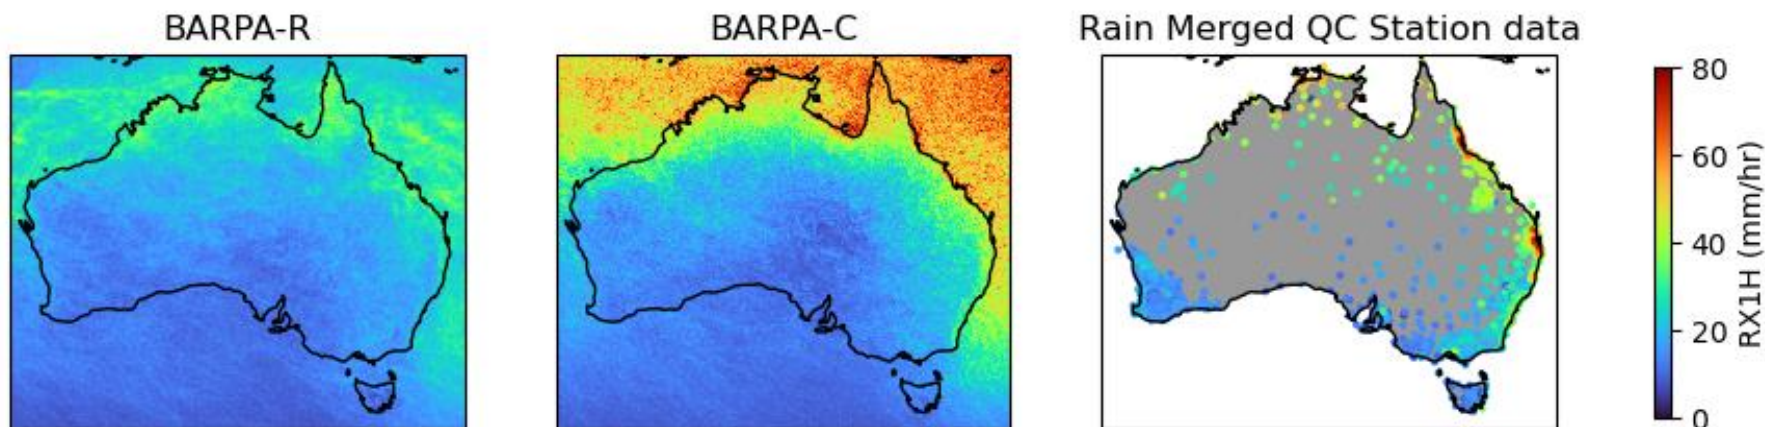 BARPA-R
BARPA-C
Rain Merged QC Station data
80
60
40
20
0
RX1H (mm/hr)